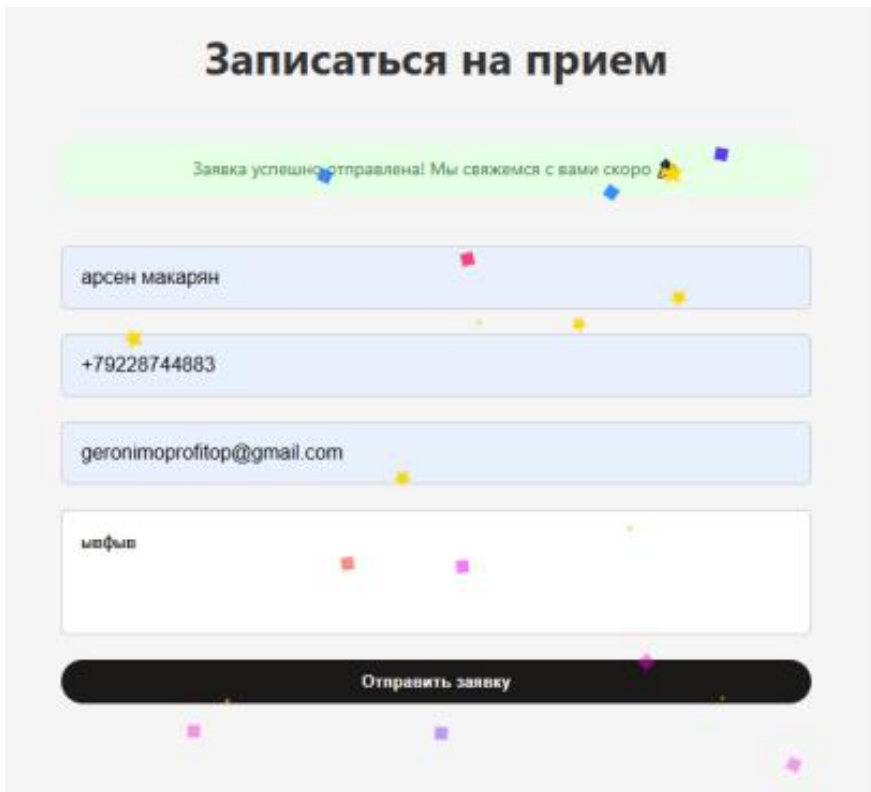 Записаться на прием
Заявка успешно отправлена! Мы свяжемся с вами скоро
арсен макарян
+79228744883
geronimoprofitop@gmail.com
ывфыв
Отправить заявку